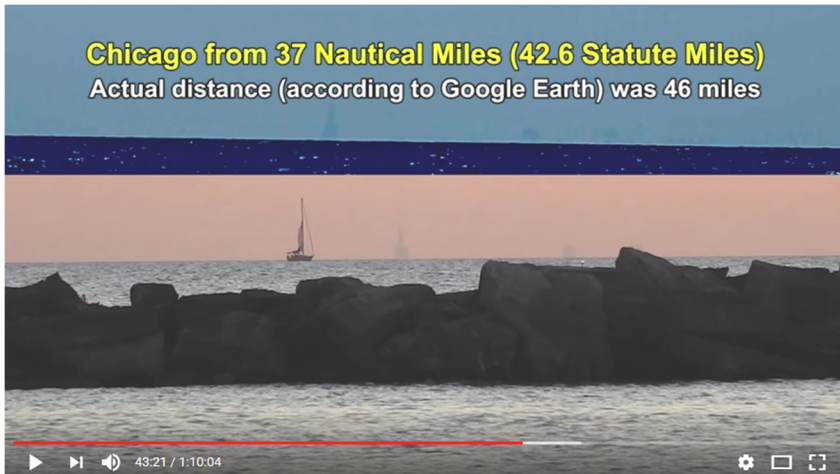 Chicago from 37 Nautical Miles (42.6 Statute Miles)
Actual distance (according to Google Earth) was 46 miles
43:21 / 1:10:04